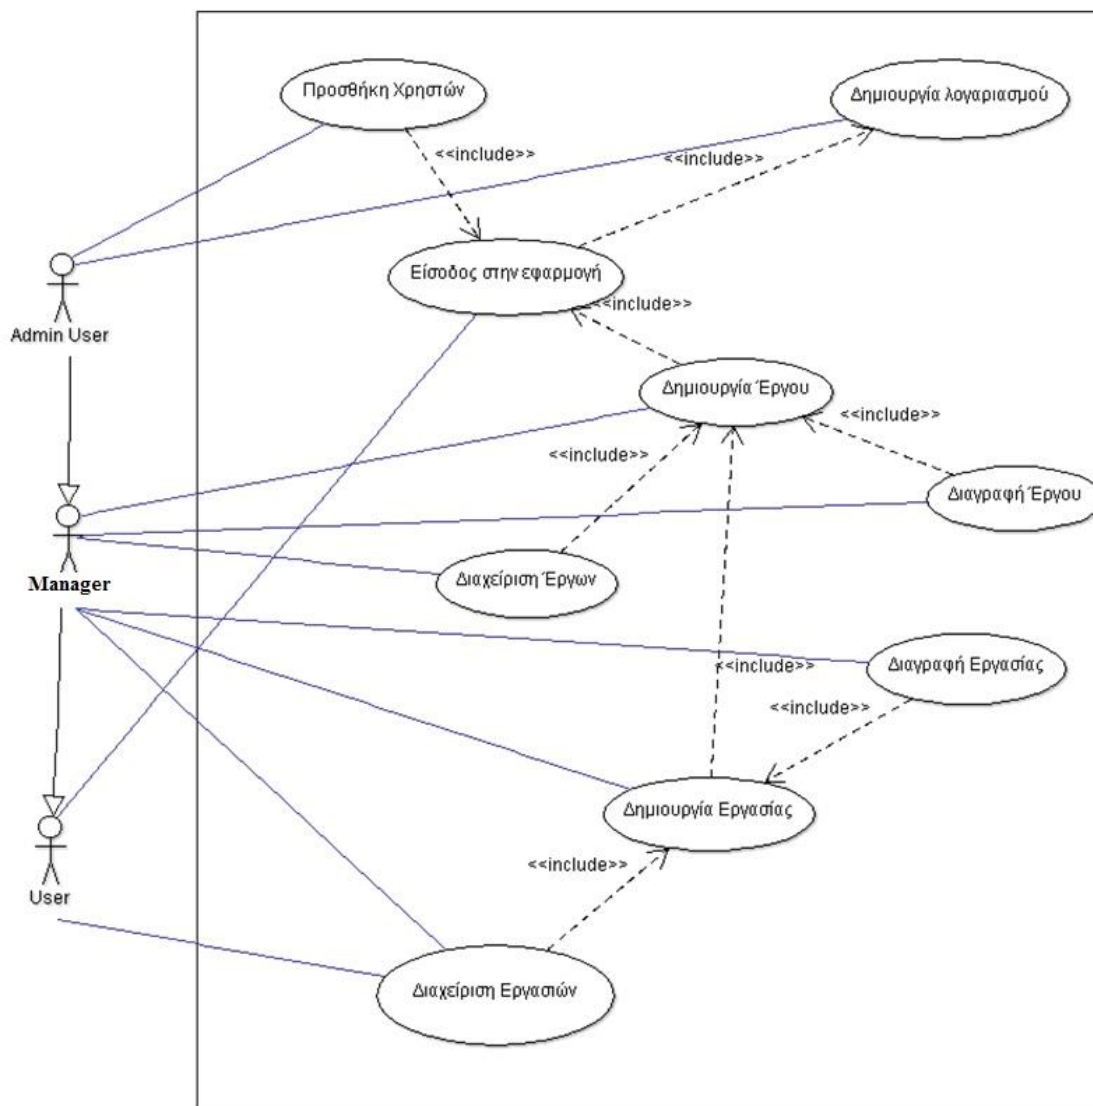 Προσθήκη Χρηστών
Δημιουργία λογαριασμού
<<include>>
<<include>>
Είσοδος στην εφαρμογή
<<include>>
Admin User
Δημιουργία Έργου
<<include>>
<<include>>
Διαγραφή Έργου
Διαχείριση Έργων
Manager
<<include>>
Διαγραφή Εργασίας
<<include>>
Δημιουργία Εργασίας
<<include>>
User
Διαχείριση Εργασιών